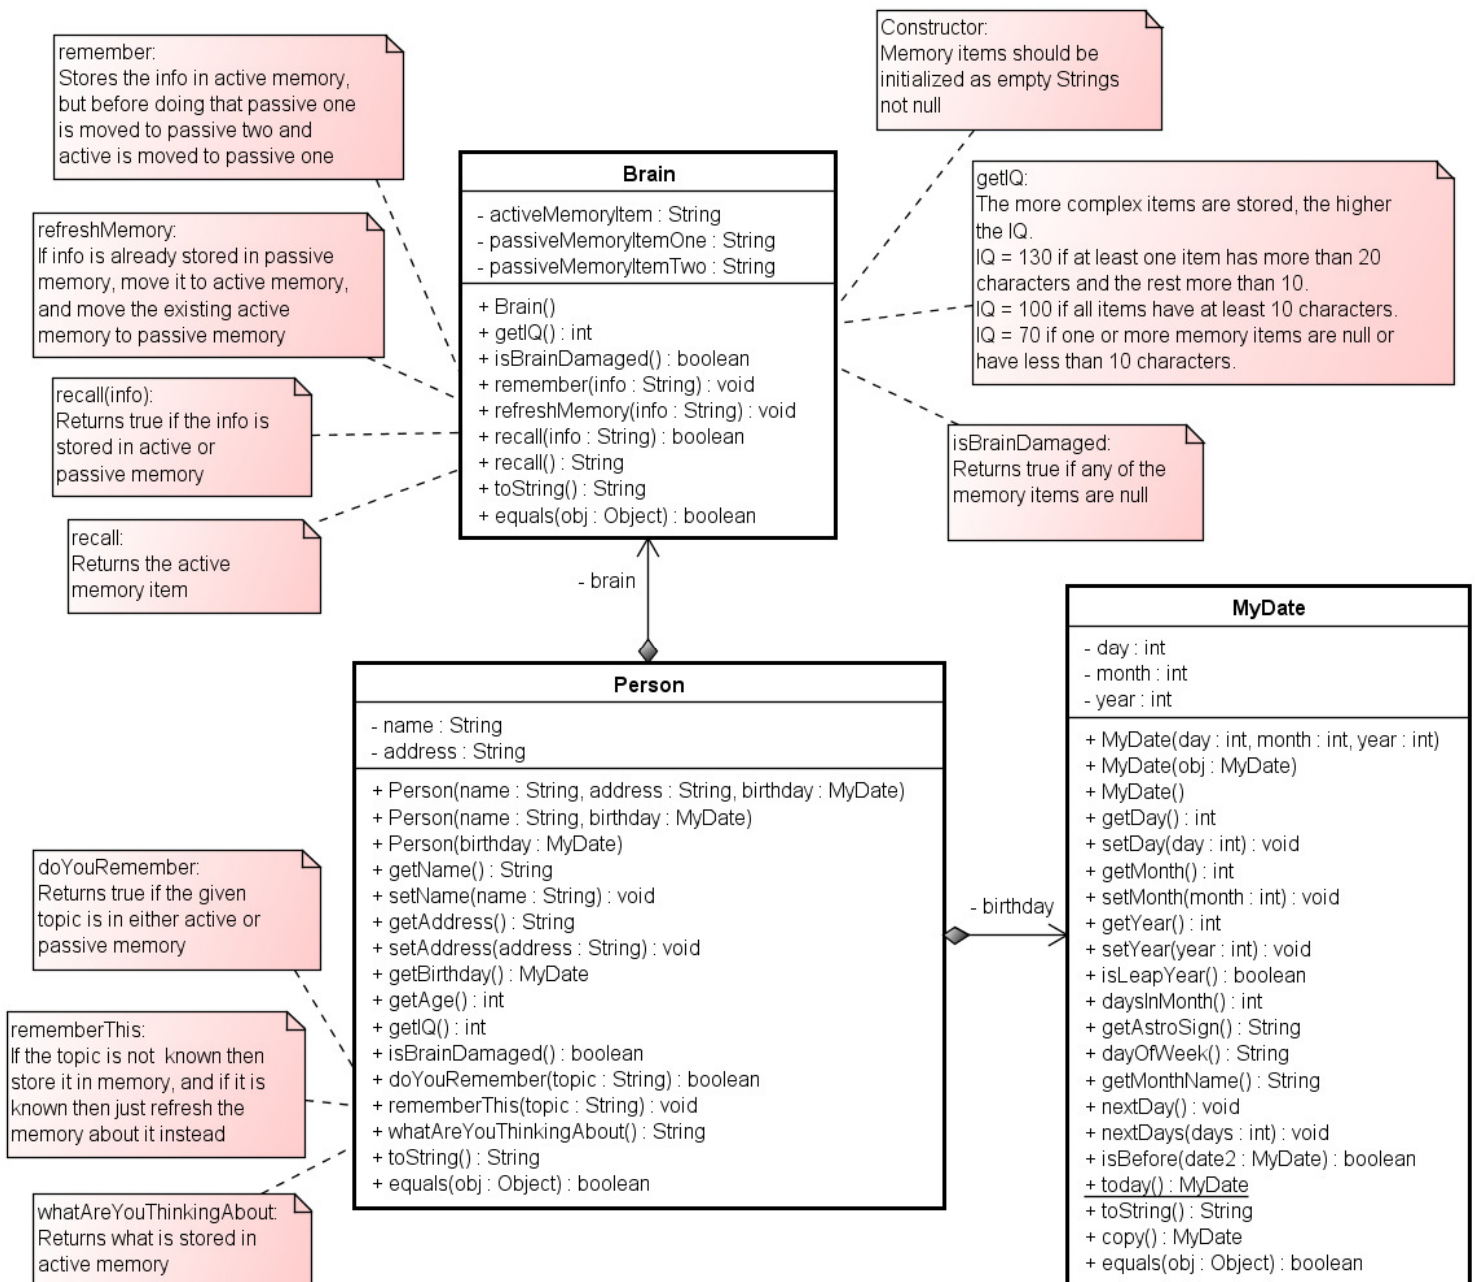 remember:
Stores the info in active memory,
but before doing that passive one
is moved to passive two and
active is moved to passive one
refreshMemory:
If info is already stored in passive
memory, move it to active memory,
and move the existing active
memory to passive memory
recall(info):
Returns true if the info is
stored in active or
passive memory
recall:
Returns the active
memory item
Brain
- activeMemoryItem : String
- passiveMemoryItemOne : String
- passiveMemoryItemTwo : String
+ Brain()
+ getIQ() : int
+ isBrainDamaged() : boolean
+ remember(info : String) : void
+ refreshMemory(info : String) : void
+ recall(info : String) : boolean
+ recall() : String
+ toString() : String
+ equals(obj : Object) : boolean
Constructor:
Memory items should be
initialized as empty Strings
not null
getIQ:
The more complex items are stored, the higher
the IQ.
IQ = 130 if at least one item has more than 20
characters and the rest more than 10.
IQ = 100 if all items have at least 10 characters.
IQ = 70 if one or more memory items are null or
have less than 10 characters.
isBrainDamaged:
Returns true if any of the
memory items are null
- brain
Person
- name : String
- address : String
+ Person(name : String, address : String, birthday : MyDate)
+ Person(name : String, birthday : MyDate)
+ Person(birthday : MyDate)
+ getName() : String
+ setName(name : String) : void
+ getAddress() : String
+ setAddress(address : String) : void
+ getBirthday() : MyDate
+ getAge() : int
+ getIQ() : int
+ isBrainDamaged() : boolean
+ doYouRemember(topic : String) : boolean
+ rememberThis(topic : String) : void
+ whatAreYouThinkingAbout() : String
+ toString() : String
+ equals(obj : Object) : boolean
doYouRemember:
Returns true if the given
topic is in either active or
passive memory
rememberThis:
If the topic is not known then
store it in memory, and if it is
known then just refresh the
memory about it instead
whatAreYouThinkingAbout:
Returns what is stored in
active memory
- birthday
MyDate
- day : int
- month : int
- year : int
+ MyDate(day : int, month : int, year : int)
+ MyDate(obj : MyDate)
+ MyDate()
+ getDay() : int
+ setDay(day : int) : void
+ getMonth() : int
+ setMonth(month : int) : void
+ getYear() : int
+ setYear(year : int) : void
+ isLeapYear() : boolean
+ daysInMonth() : int
+ getAstroSign() : String
+ dayOfWeek() : String
+ getMonthName() : String
+ nextDay() : void
+ nextDays(days : int) : void
+ isBefore(date2 : MyDate) : boolean
+ today() : MyDate
+ toString() : String
+ copy() : MyDate
+ equals(obj : Object) : boolean